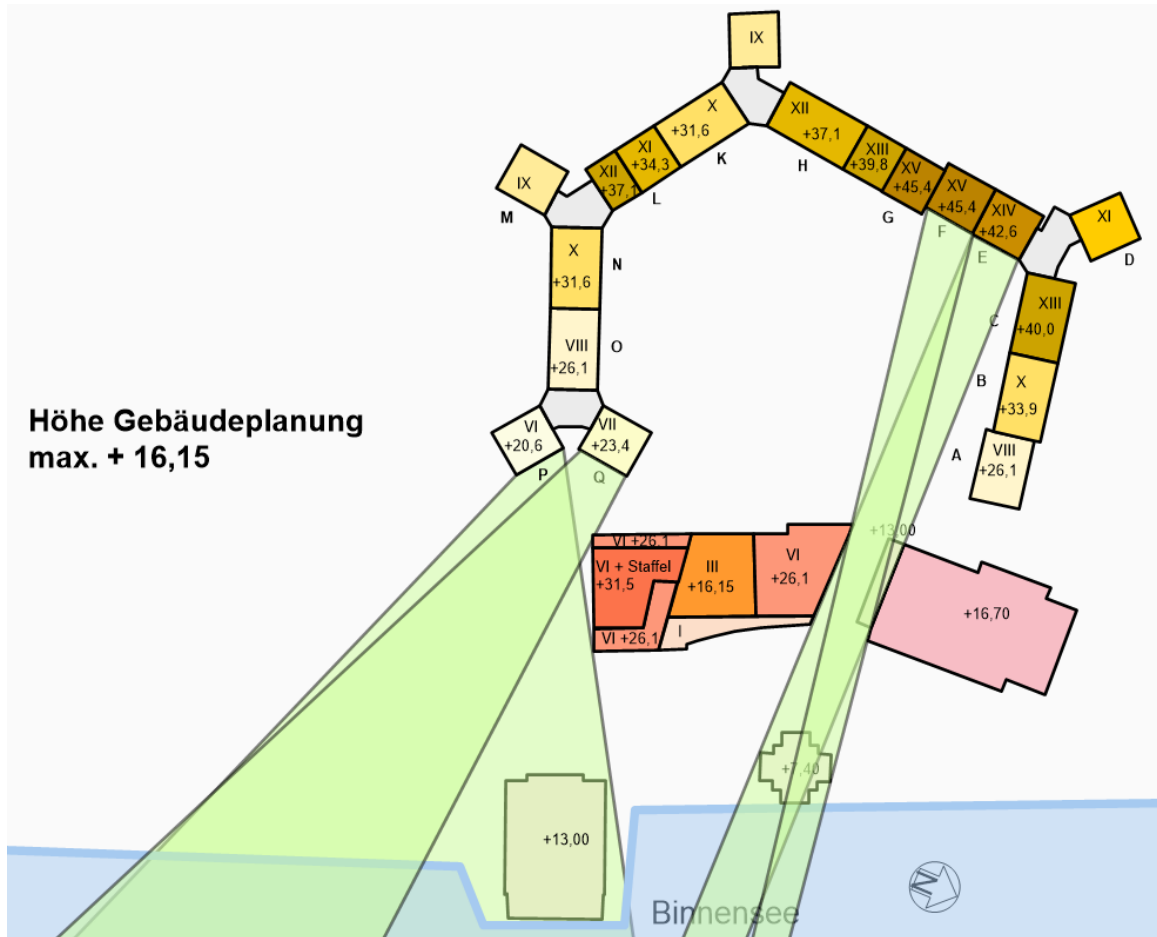 IX
X
+31,6
K
XII
+37,1
H
XI
+34,3
XIII
+39,8
XII
+37,1
L
XV
+45,4
G
XV
+45,4
F
XIV
+42,6
E
IX
M
XI
D
X
+31,6
N
XIII
+40,0
C
VIII
+26,1
O
X
+33,9
B
Höhe Gebäudeplanung
max. + 16,15
VI
+20,6
P
VII
+23,4
Q
VIII
+26,1
A
+13,00
VI +26,1
VI + Staffel
+31,5
III
+16,15
VI
+26,1
VI +26,1
I
+16,70
+7,40
+13,00
N
Binnensee